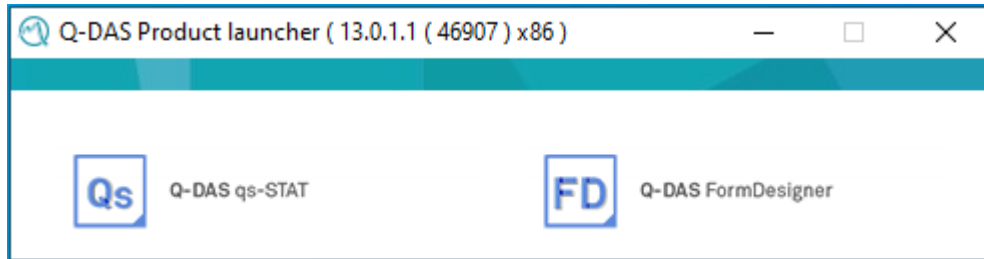 Q-DAS Product launcher ( 13.0.1.1 ( 46907 ) x86 )
Qs Q-DAS qs-STAT
FD Q-DAS FormDesigner